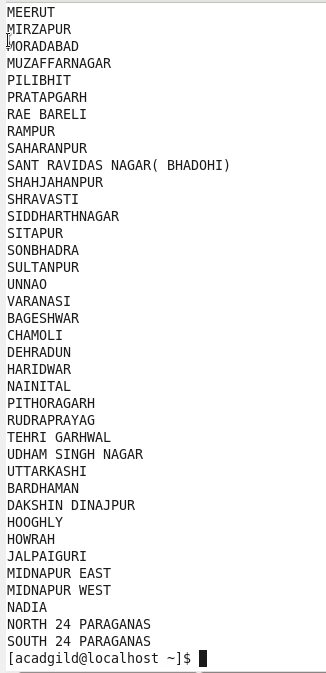 MEERUT
MIRZAPUR
MORADABAD
MUZAFFARNAGAR
PILIBHIT
PRATAPGARH
RAE BARELI
RAMPUR
SAHARANPUR
SANT RAVIDAS NAGAR( BHADOHI)
SHAHJAHANPUR
SHRAVASTI
SIDDHARTHNAGAR
SITAPUR
SONBHADRA
SULTANPUR
UNNAO
VARANASI
BAGESHWAR
CHAMOLI
DEHRADUN
HARIDWAR
NAINITAL
PITHORAGARH
RUDRAPRAYAG
TEHRI GARHWAL
UDHAM SINGH NAGAR
UTTARKASHI
BARDHAMAN
DAKSHIN DINAJPUR
HOOGHLY
HOWRAH
JALPAIGURI
MIDNAPUR EAST
MIDNAPUR WEST
NADIA
NORTH 24 PARAGANAS
SOUTH 24 PARAGANAS
[acadgild@localhost ~]$